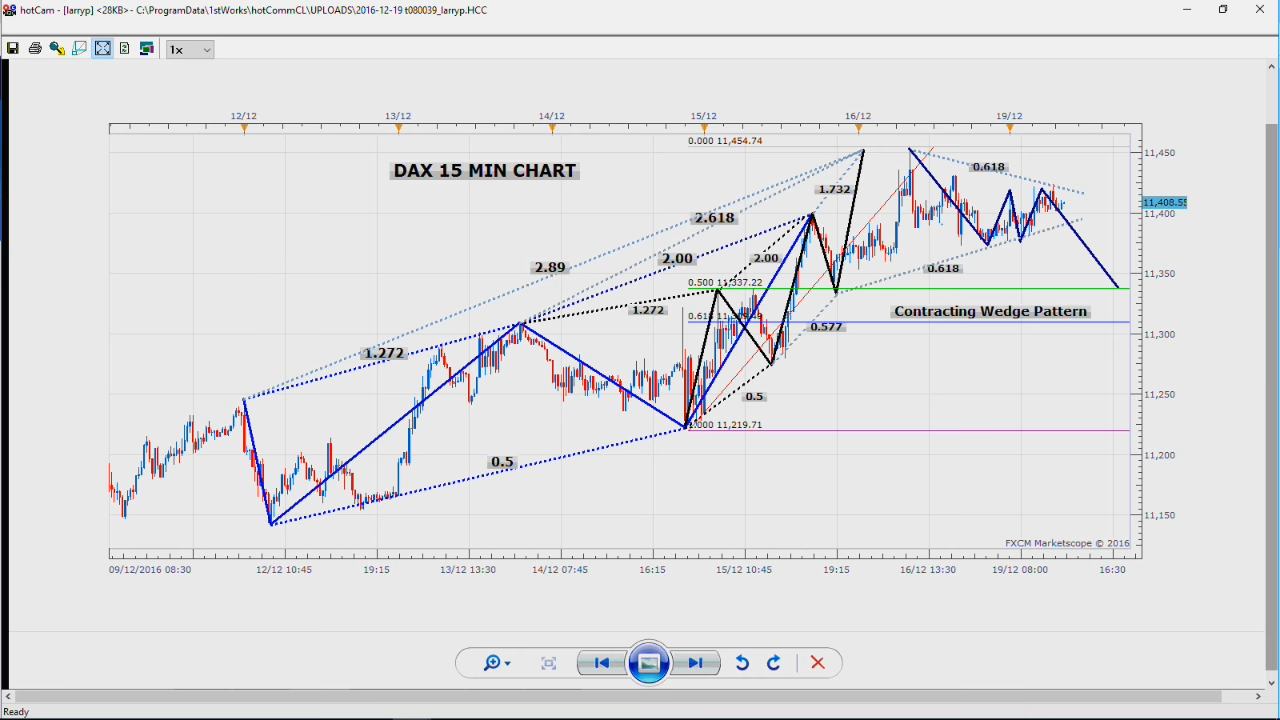 hotCam - [larryp] <28KB> - C:\ProgramData\1stWorks\hotCommCL\UPLOADS\2016-12-19 t080039_larryp.HCC
1x
12/12 13/12 14/12 15/12 16/12 19/12
0.000 11,454.74
DAX 15 MIN CHART
11,450
0.618
1.732
11,408.55
2.618
11,400
2.00
2.00
2.89
0.618
11,350
0.500 11,337.22
1.272
Contracting Wedge Pattern
0.577
11,300
1.272
0.5
11,250
1.000 11,219.71
0.5
11,200
11,150
FXCM Marketscope © 2016
09/12/2016 08:30 12/12 10:45 19:15 13/12 13:30 14/12 07:45 16:15 15/12 10:45 19:15 16/12 13:30 19/12 08:00 16:30
Ready